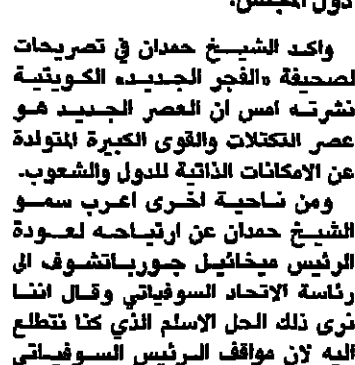 دول المجلس.
واكد الشيخ حمدان في تصريحات
لصحيفة «الفجر الجديد» الكويتية
نشرته امس ان العصر الجديد هو
عصر التكتلات والقوى الكبيرة المتولدة
عن الامكانات الذاتية للدول والشعوب.
ومن ناحية اخرى اعرب سمو
الشيخ حمدان عن ارتياحه لعودة
الرئيس ميخائيل جورباتشوف الى
رئاسة الاتحاد السوفياتي وقال اننا
نرى ذلك الحل الاسلم الذي كنا نتطلع
اليه لان مواقف الرئيس السوفياتي